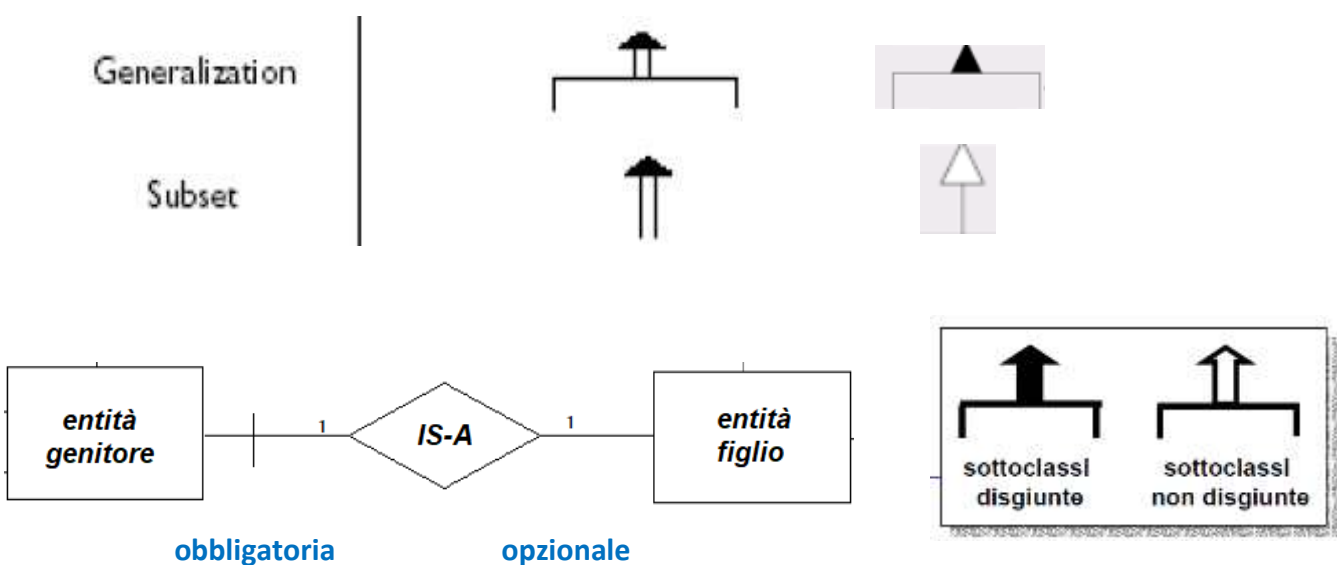 Generalization
Subset
entità
genitore
1
IS-A
1
entità
figlio
obbligatoria
opzionale
sottoclassi
disgiunte
sottoclassi
non disgiunte